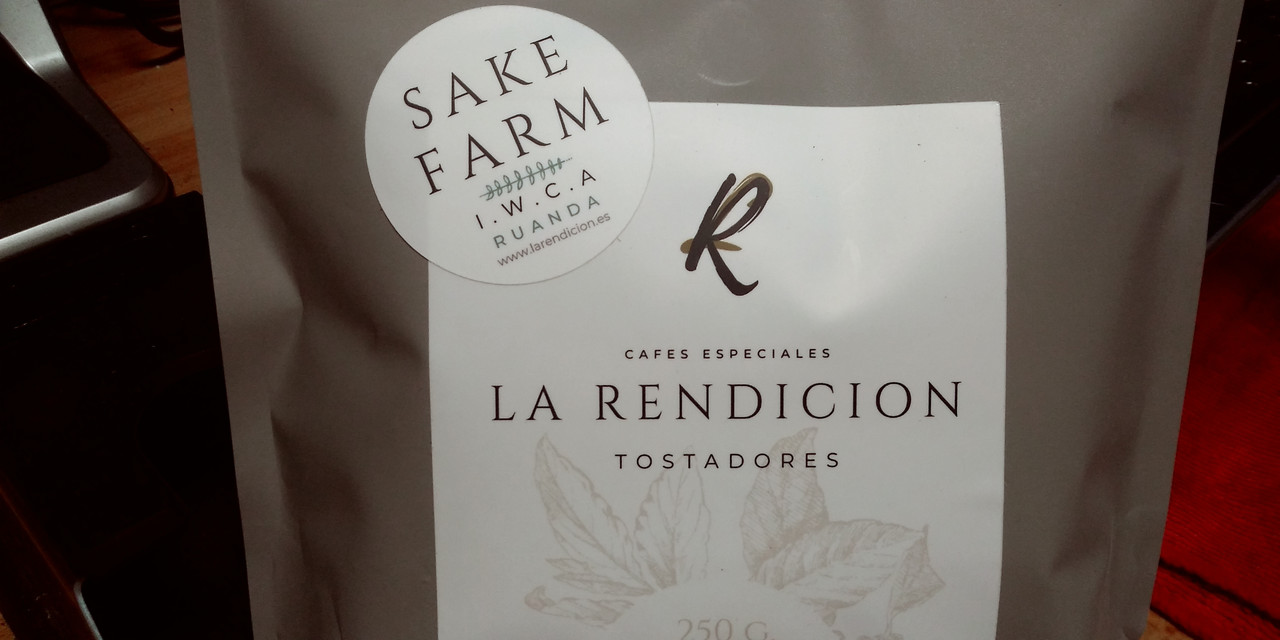 SAKE
FARM
I.W.C.A
RUANDA
www.larendicion.es
R
CAFES ESPECIALES
LA RENDICION
TOSTADORES
250 G.